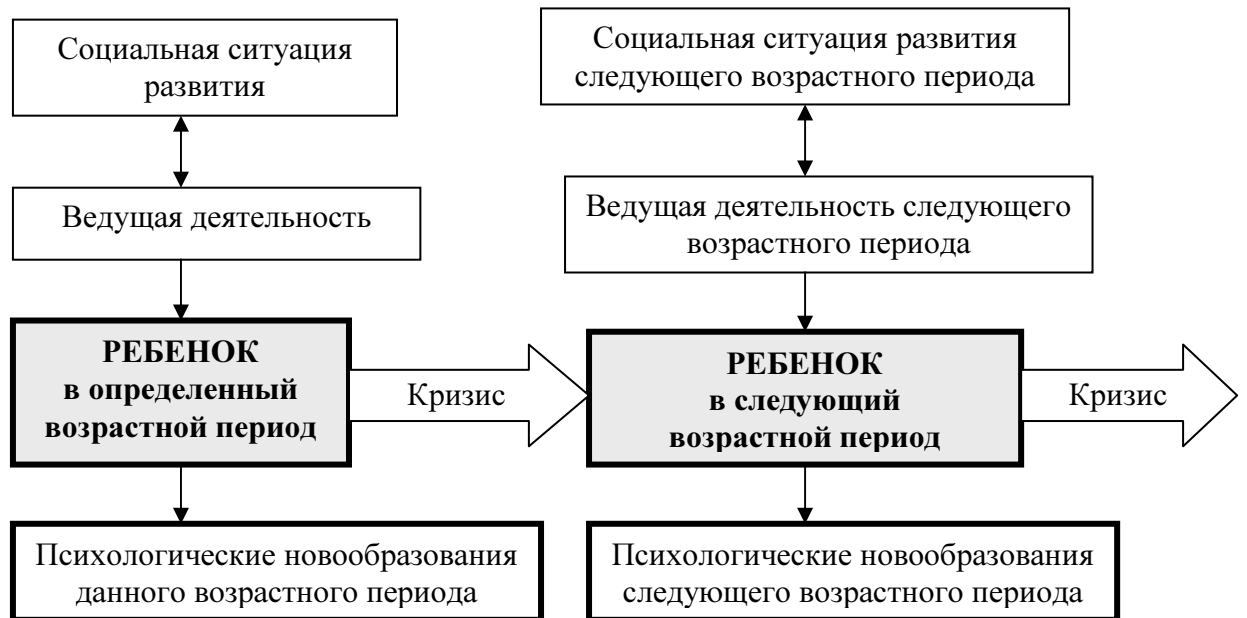 Социальная ситуация
развития
Социальная ситуация развития
следующего возрастного периода
Ведущая деятельность
Ведущая деятельность следующего
возрастного периода
РЕБЕНОК
в определенный
возрастной период
Кризис
РЕБЕНОК
в следующий
возрастной период
Кризис
Психологические новообразования
данного возрастного периода
Психологические новообразования
следующего возрастного периода